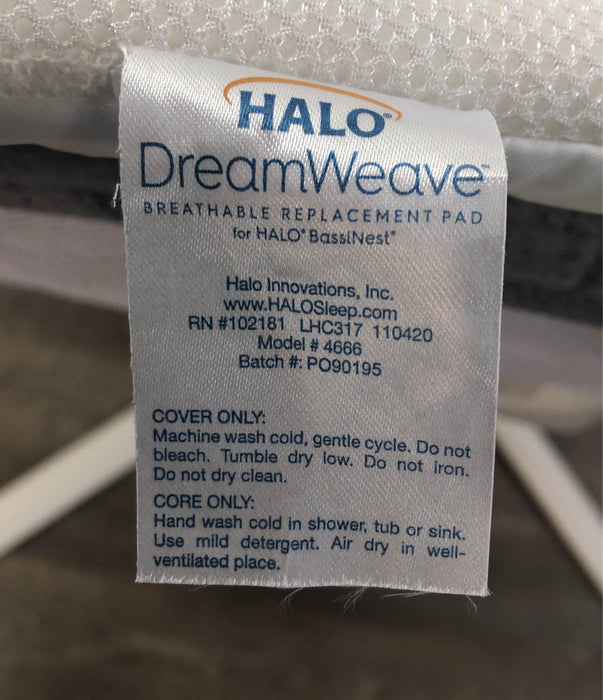 HALO®
DreamWeave™
BREATHABLE REPLACEMENT PAD
for HALO® BassiNest®
Halo Innovations, Inc.
www.HALOSleep.com
RN #102181 LHC317 110420
Model # 4666
Batch #: PO90195
COVER ONLY:
Machine wash cold, gentle cycle. Do not
bleach. Tumble dry low. Do not iron.
Do not dry clean.
CORE ONLY:
Hand wash cold in shower, tub or sink.
Use mild detergent. Air dry in well-
ventilated place.